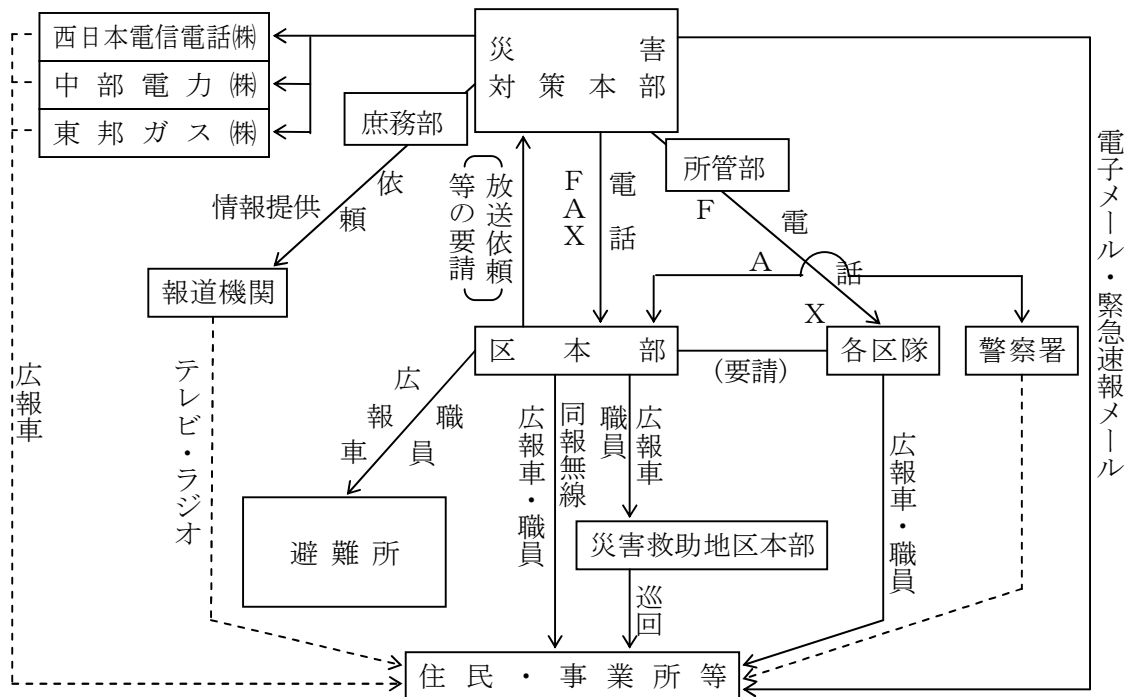 西日本電信電話㈱
中部電力㈱
東邦ガス㈱
災害
対策本部
庶務部
所管部
依頼
情報提供
放送依頼
等の要請
電話
FAX
電話
FAX
報道機関
区本部
(要請)
各区隊
警察署
電子メール・緊急速報メール
広報車
テレビ・ラジオ
職員
広報車
同報無線
広報車・職員
広報車
職員
広報車・職員
避難所
災害救助地区本部
巡回
住民・事業所等